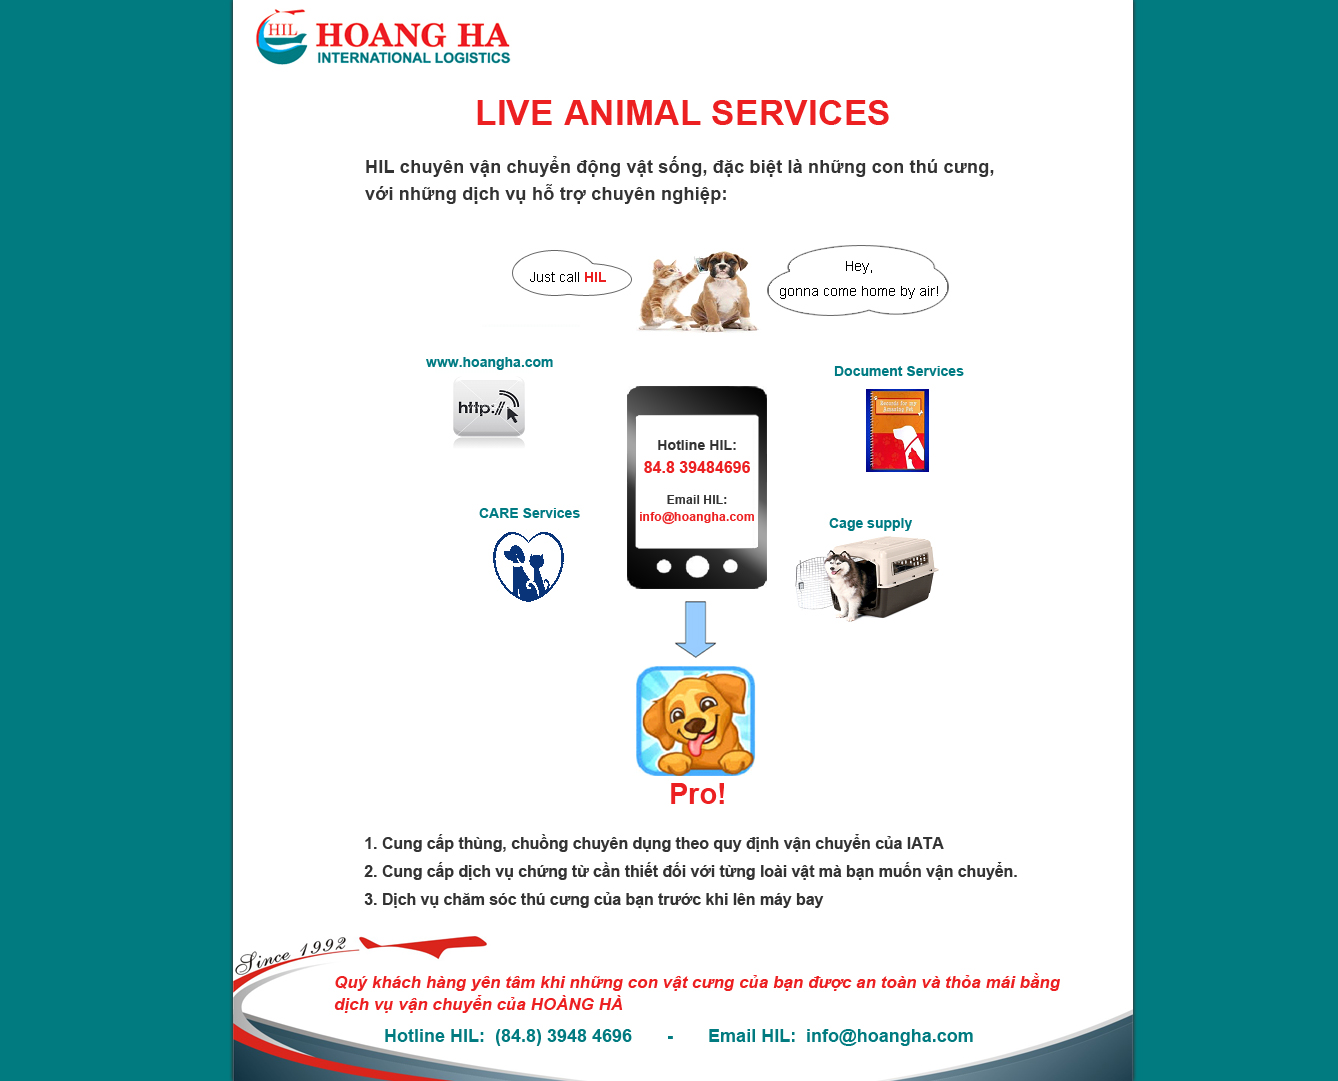 HIL
HOANG HA
INTERNATIONAL LOGISTICS
LIVE ANIMAL SERVICES
HIL chuyên vận chuyển động vật sống, đặc biệt là những con thú cưng,
với những dịch vụ hỗ trợ chuyên nghiệp:
Just call HIL
Hey,
gonna come home by air!
www.hoangha.com
http://
Document Services
Records for my
Amazing Pet
Hotline HIL:
84.8 39484696
Email HIL:
info@hoangha.com
CARE Services
Cage supply
Pro!
1. Cung cấp thùng, chuồng chuyên dụng theo quy định vận chuyển của IATA
2. Cung cấp dịch vụ chứng từ cần thiết đối với từng loài vật mà bạn muốn vận chuyển.
3. Dịch vụ chăm sóc thú cưng của bạn trước khi lên máy bay
Since 1992
Quý khách hàng yên tâm khi những con vật cưng của bạn được an toàn và thỏa mái bằng
dịch vụ vận chuyển của HOÀNG HÀ
Hotline HIL: (84.8) 3948 4696 - Email HIL: info@hoangha.com